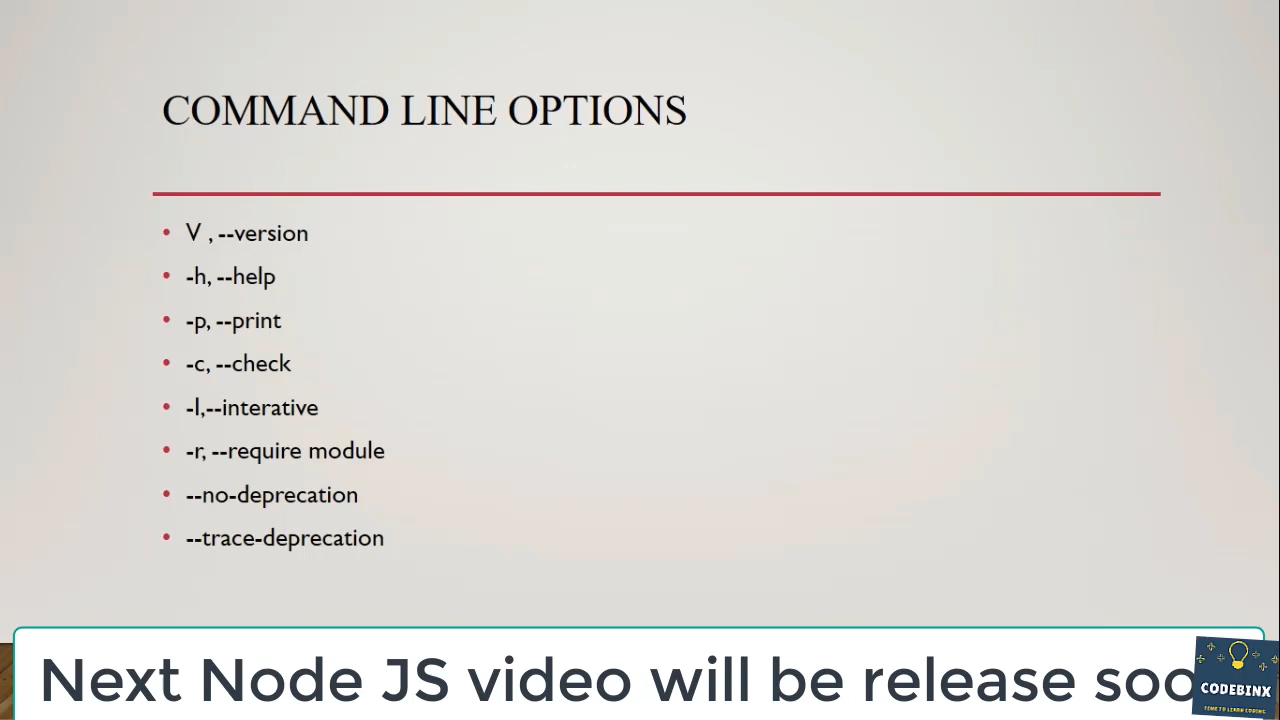 COMMAND LINE OPTIONS
V , --version
-h, --help
-p, --print
-c, --check
-l,--interative
-r, --require module
--no-deprecation
--trace-deprecation
Next Node JS video will be release soo
CODEBINX
TIME TO LEARN CODING